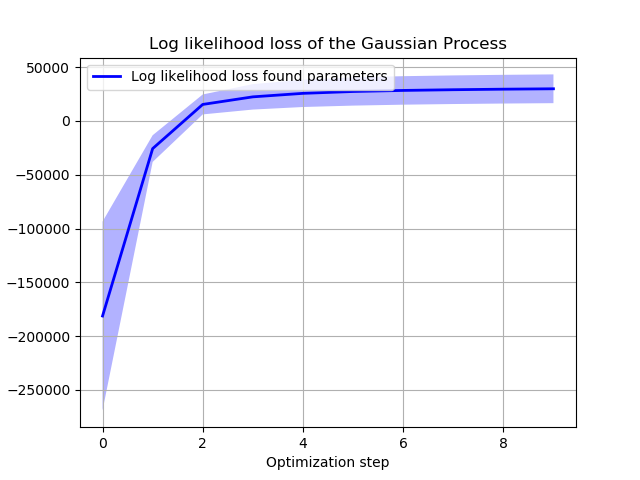 Log likelihood loss of the Gaussian Process
Log likelihood loss found parameters
50000
0
−50000
−100000
−150000
−200000
−250000
0 2 4 6 8
Optimization step